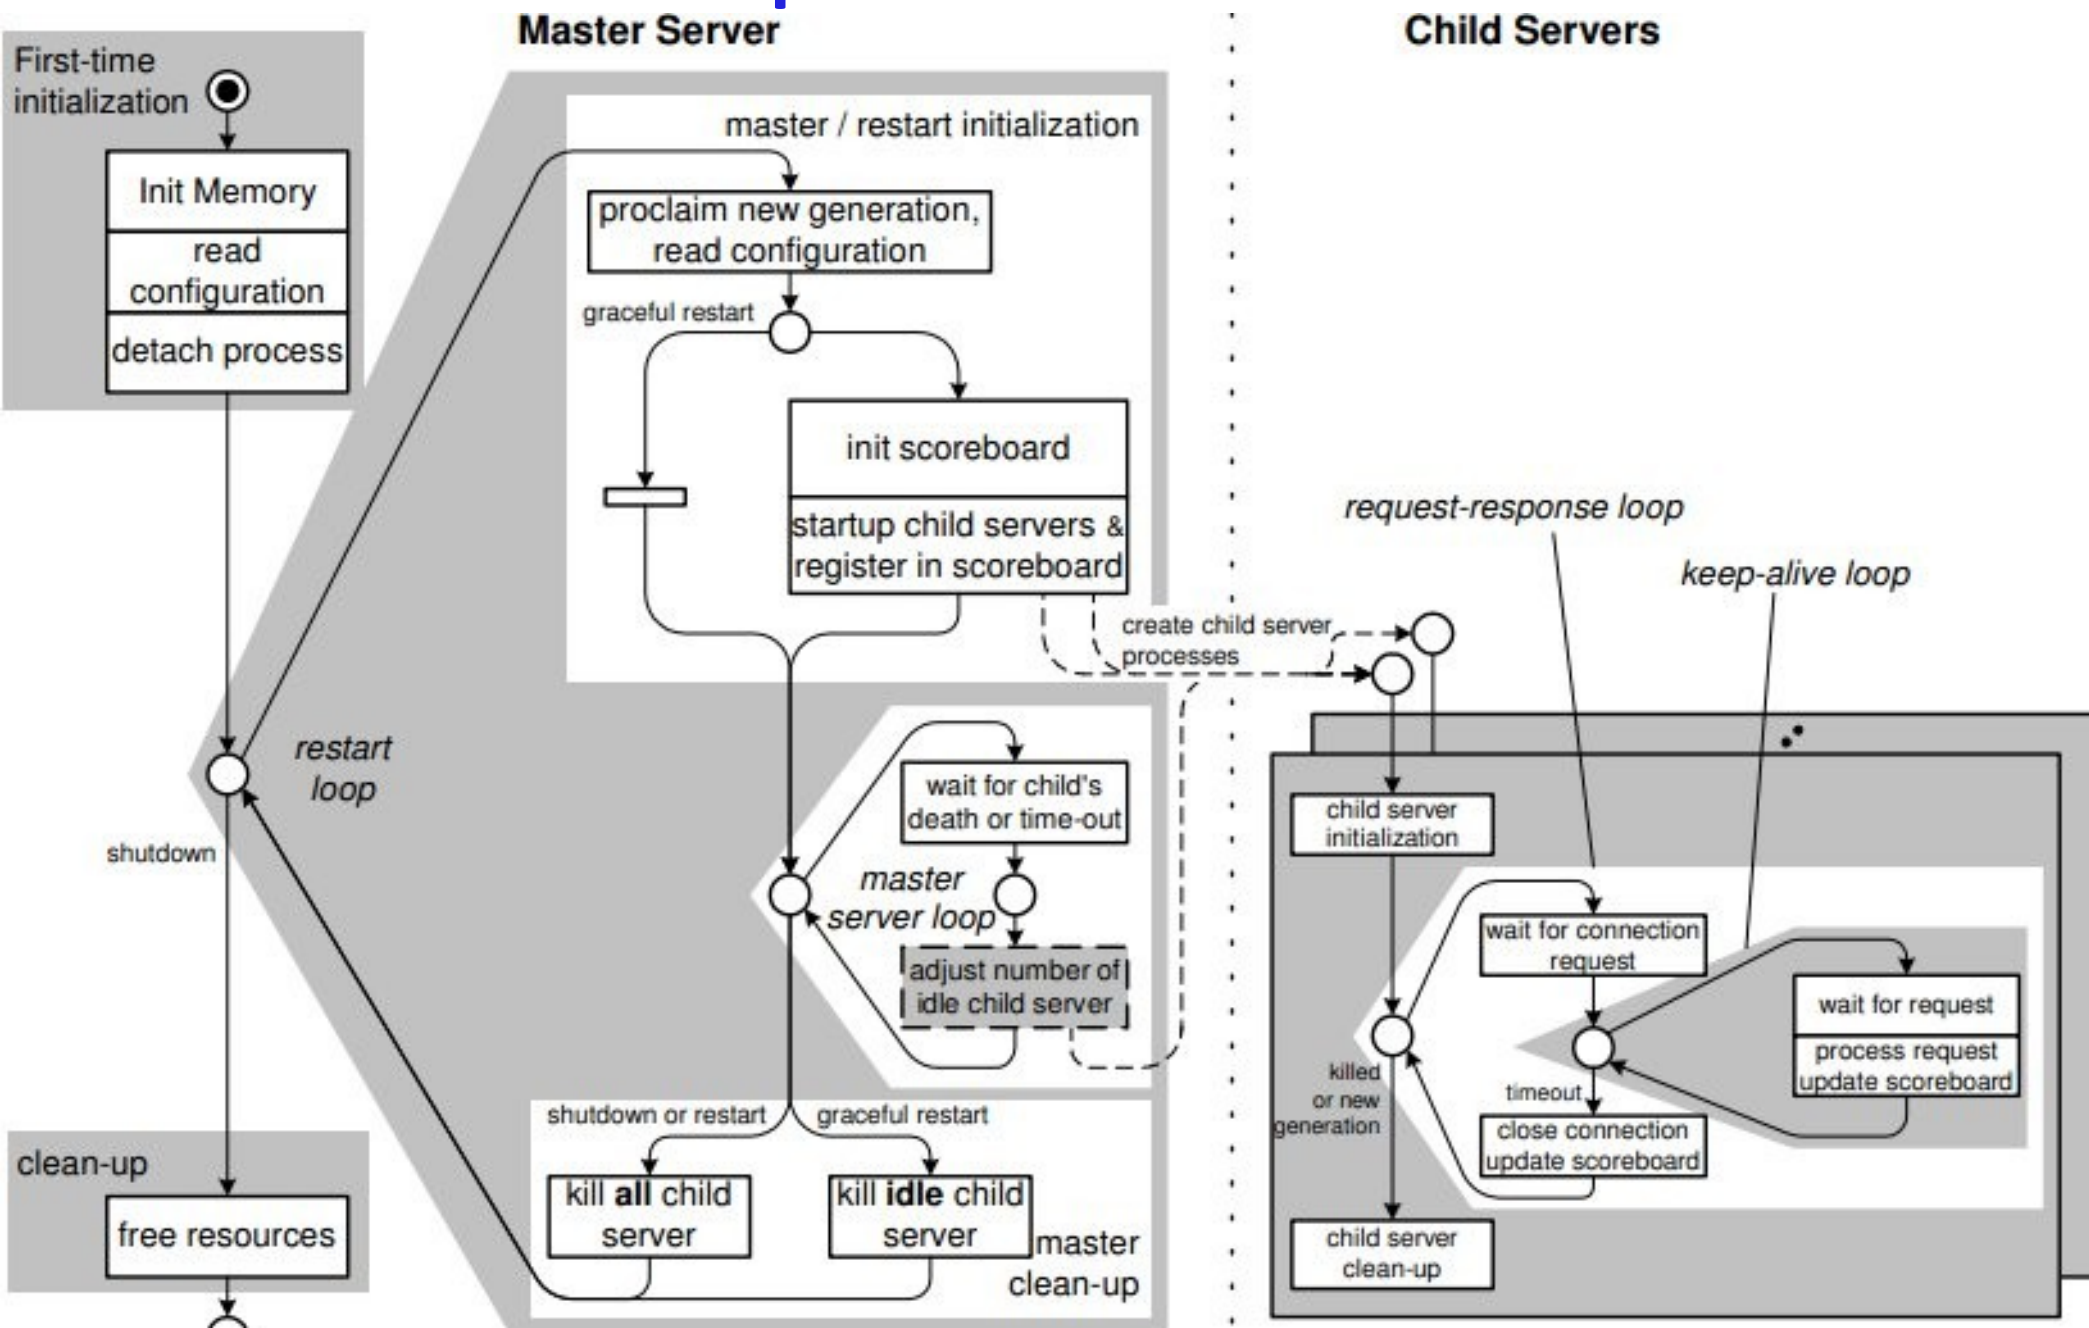 Master Server
Child Servers
First-time
initialization
Init Memory
read
configuration
detach process
master / restart initialization
proclaim new generation,
read configuration
graceful restart
init scoreboard
startup child servers &
register in scoreboard
create child server
processes
request-response loop
keep-alive loop
restart
loop
shutdown
wait for child's
death or time-out
master
server loop
adjust number of
idle child server
shutdown or restart
graceful restart
kill all child
server
kill idle child
server
master
clean-up
clean-up
free resources
child server
initialization
wait for connection
request
wait for request
process request
update scoreboard
killed
or new
generation
timeout
close connection
update scoreboard
child server
clean-up